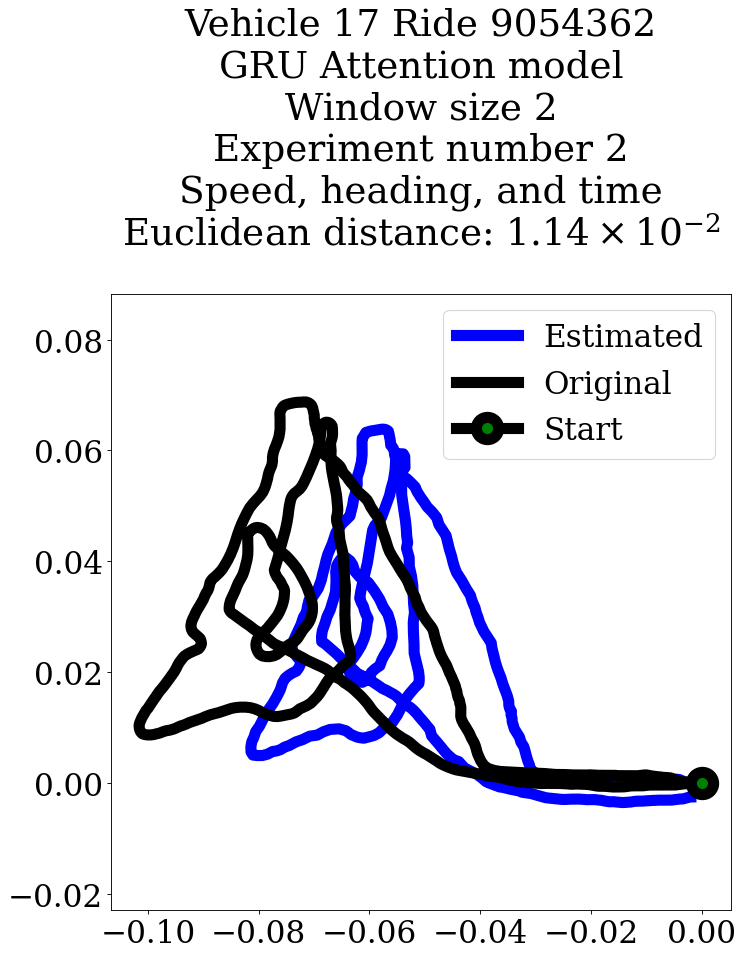 Vehicle 17 Ride 9054362
GRU Attention model
Window size 2
Experiment number 2
Speed, heading, and time
Euclidean distance: 1.14 × 10⁻²
Estimated
Original
Start
0.08
0.06
0.04
0.02
0.00
−0.02
−0.10 −0.08 −0.06 −0.04 −0.02 0.00